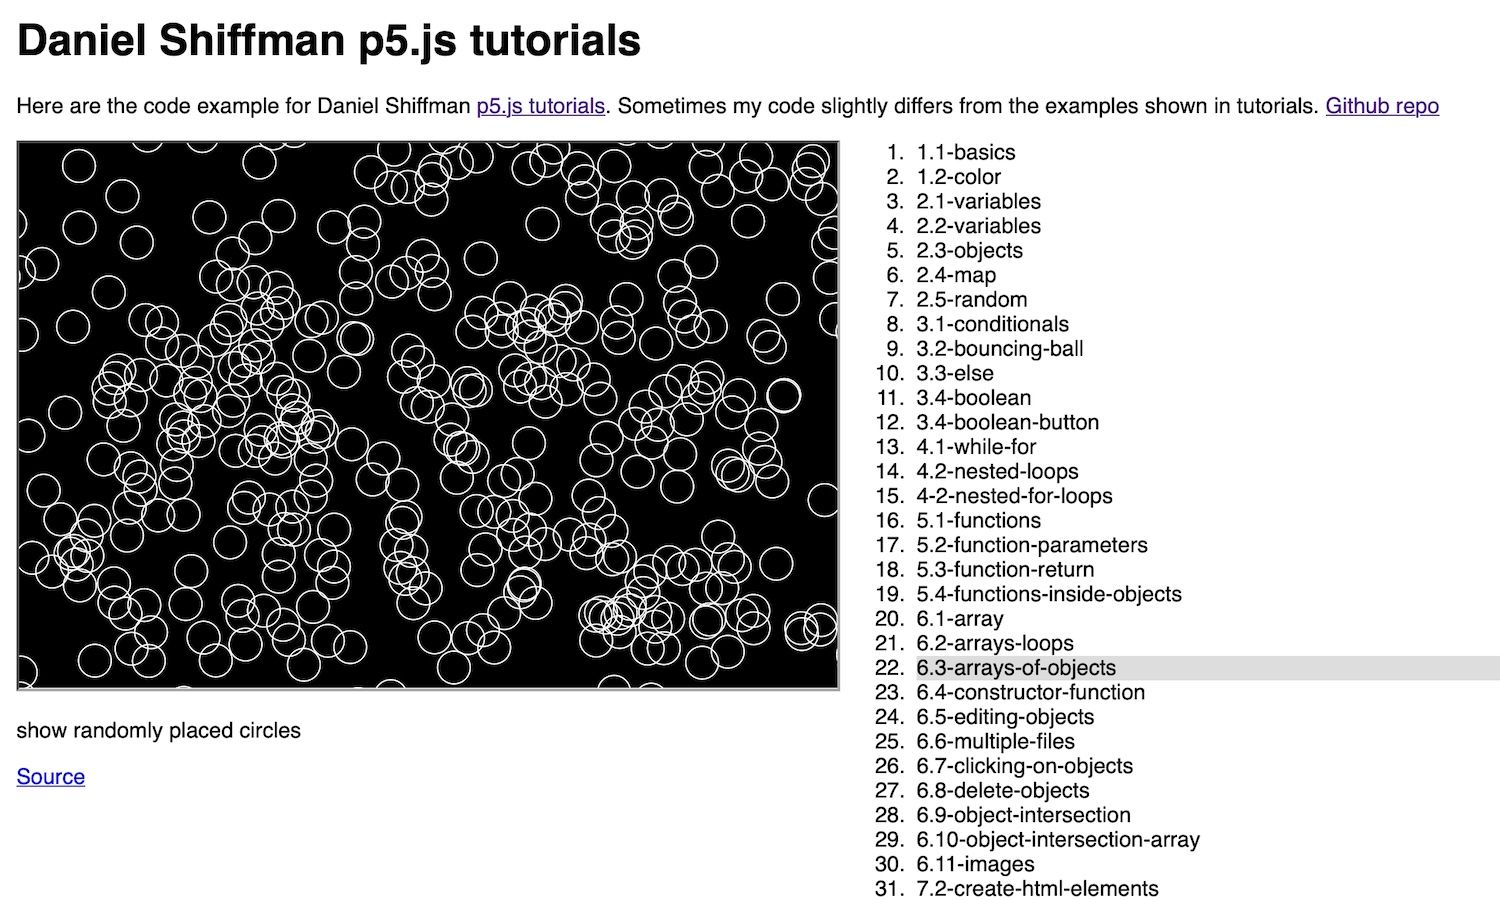 Daniel Shiffman p5.js tutorials
Here are the code example for Daniel Shiffman p5.js tutorials. Sometimes my code slightly differs from the examples shown in tutorials. Github repo
show randomly placed circles
Source
1. 1.1-basics
2. 1.2-color
3. 2.1-variables
4. 2.2-variables
5. 2.3-objects
6. 2.4-map
7. 2.5-random
8. 3.1-conditionals
9. 3.2-bouncing-ball
10. 3.3-else
11. 3.4-boolean
12. 3.4-boolean-button
13. 4.1-while-for
14. 4.2-nested-loops
15. 4-2-nested-for-loops
16. 5.1-functions
17. 5.2-function-parameters
18. 5.3-function-return
19. 5.4-functions-inside-objects
20. 6.1-array
21. 6.2-arrays-loops
22. 6.3-arrays-of-objects
23. 6.4-constructor-function
24. 6.5-editing-objects
25. 6.6-multiple-files
26. 6.7-clicking-on-objects
27. 6.8-delete-objects
28. 6.9-object-intersection
29. 6.10-object-intersection-array
30. 6.11-images
31. 7.2-create-html-elements